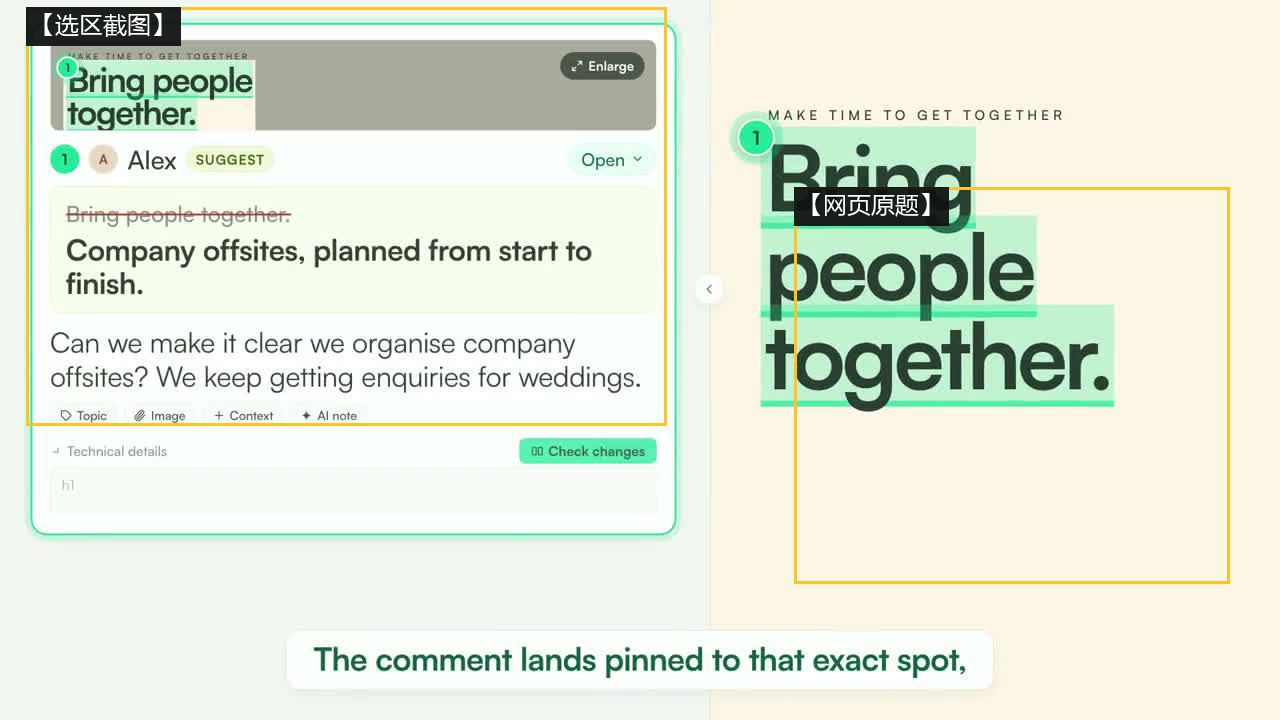 【选区截图】
MAKE TIME TO GET TOGETHER
1
Bring people
together.
Enlarge
1 A Alex SUGGEST
Open
Bring people together.
Company offsites, planned from start to
finish.
Can we make it clear we organise company
offsites? We keep getting enquiries for weddings.
Topic Image + Context AI note
Technical details
Check changes
h1
MAKE TIME TO GET TOGETHER
1
Bring
【网页原题】
people
together.
The comment lands pinned to that exact spot,